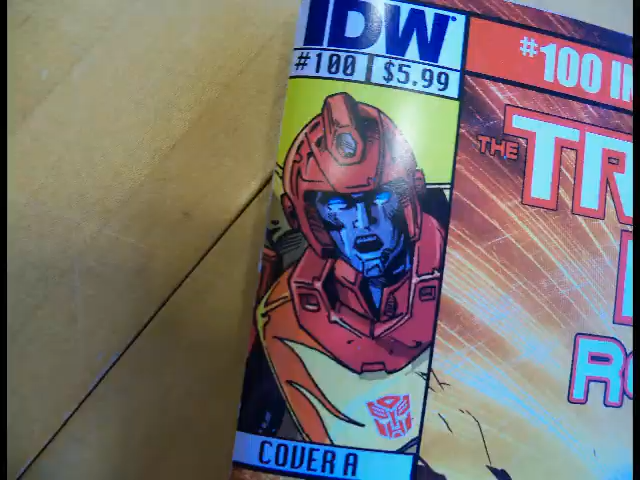 IDW
#100 $5.99
#100 I
THE TR
R
COVER A